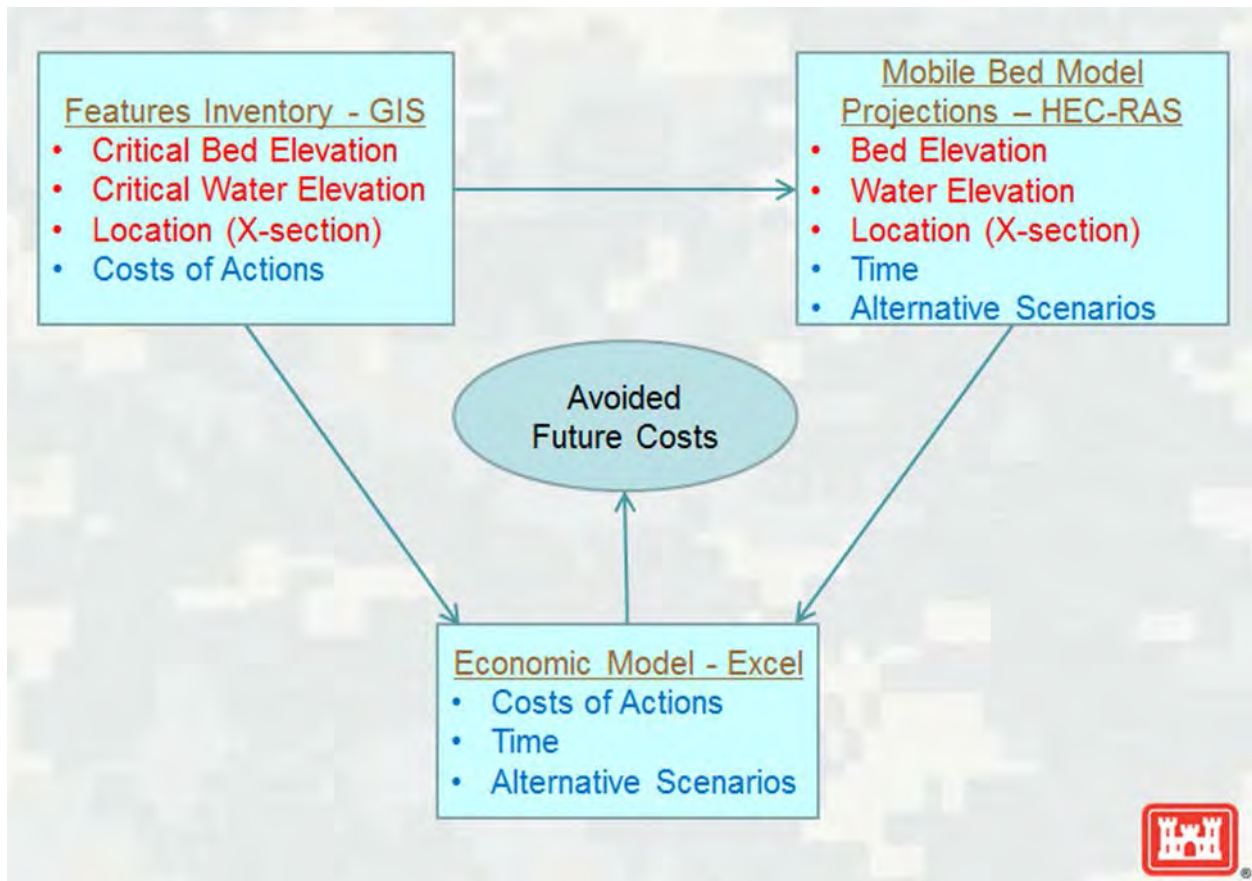 Features Inventory - GIS
• Critical Bed Elevation
• Critical Water Elevation
• Location (X-section)
• Costs of Actions
Mobile Bed Model
Projections – HEC-RAS
• Bed Elevation
• Water Elevation
• Location (X-section)
• Time
• Alternative Scenarios
Avoided
Future Costs
Economic Model - Excel
• Costs of Actions
• Time
• Alternative Scenarios
®